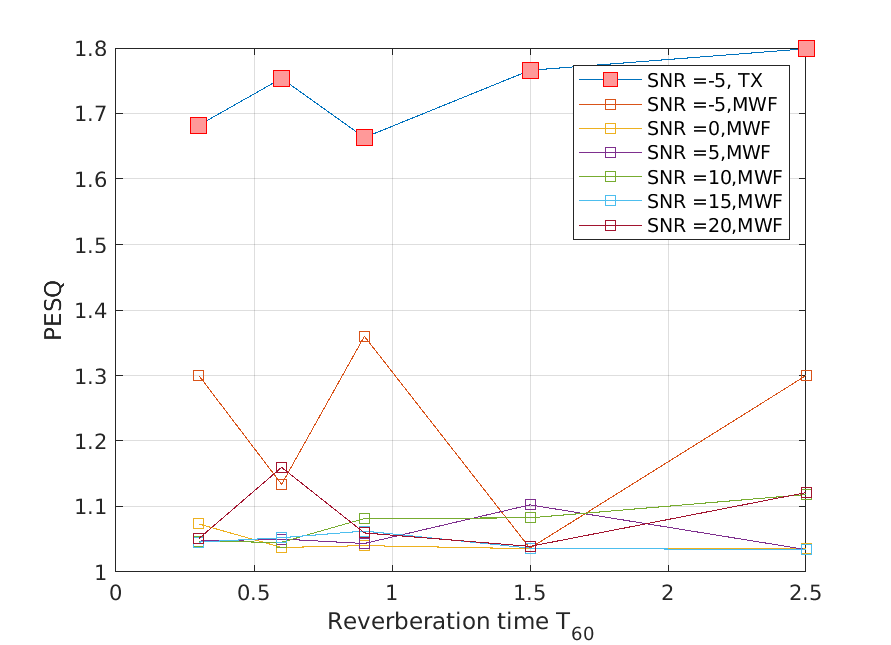 1.8
1.7
1.6
1.5
1.4
1.3
1.2
1.1
1
PESQ
SNR =-5, TX
SNR =-5,MWF
SNR =0,MWF
SNR =5,MWF
SNR =10,MWF
SNR =15,MWF
SNR =20,MWF
0 0.5 1 1.5 2 2.5
Reverberation time T60